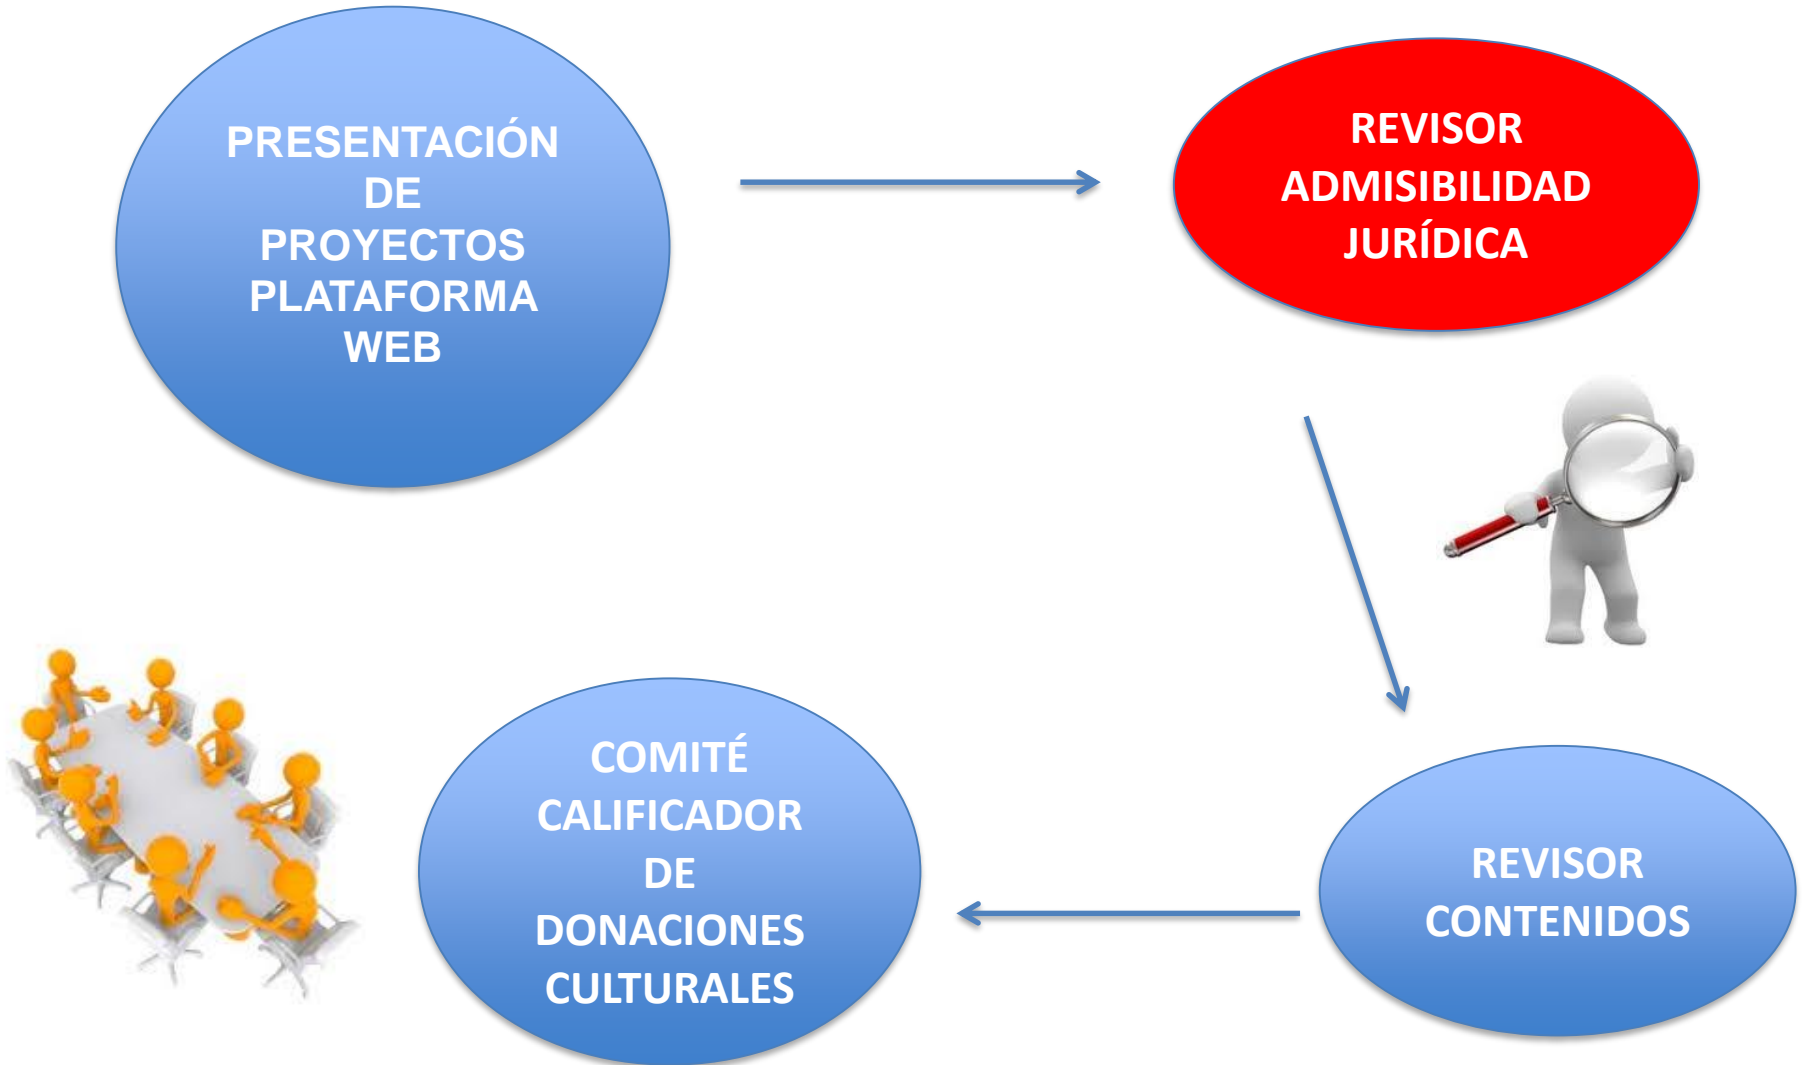 PRESENTACIÓN
DE
PROYECTOS
PLATAFORMA
WEB
REVISOR
ADMISIBILIDAD
JURÍDICA
REVISOR
CONTENIDOS
COMITÉ
CALIFICADOR
DE
DONACIONES
CULTURALES